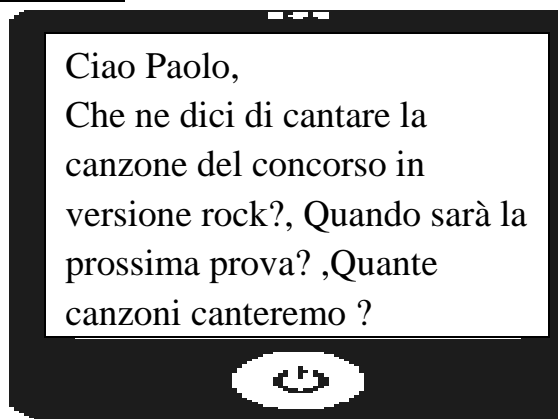 Ciao Paolo,
Che ne dici di cantare la
canzone del concorso in
versione rock?, Quando sarà la
prossima prova? ,Quante
canzoni canteremo ?